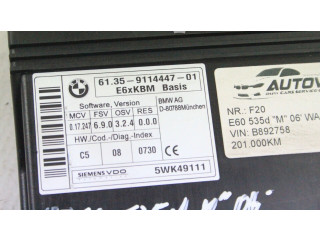 61.35-9114447-01
E6xKBM Basis
Software, Version
MCV FSV OSV CBM
0.17.247 6.9.0 3.2.4 0.0.0
HW./Cod.-/Diag.-Index
C5 08 0730
BMW AG
D-80788München
SIEMENS VDO 5WK49111
AUTOW
NR.: F20
E60 535d "M" 06' WA
VIN: B892758
201.000KM